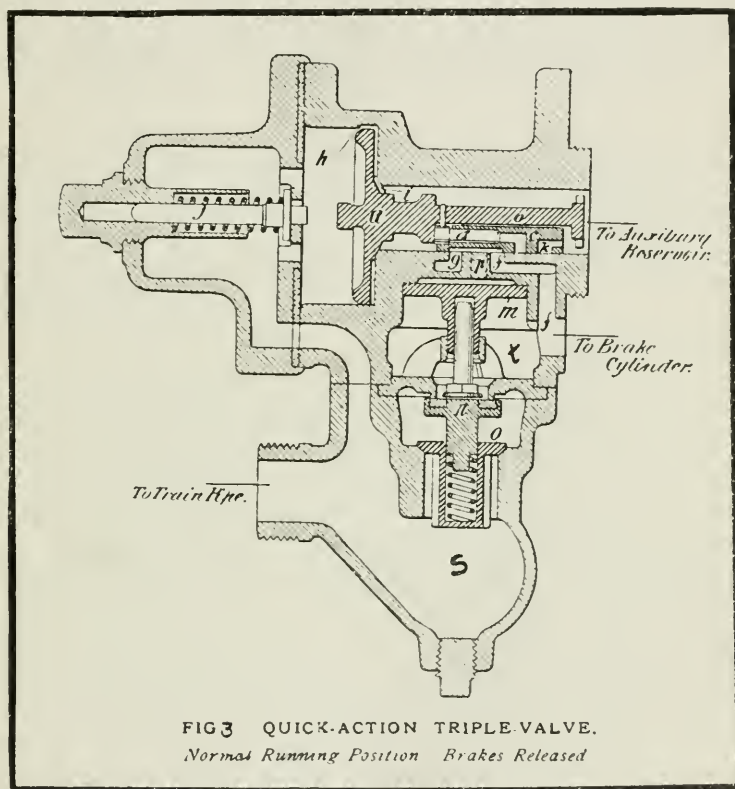 h
j
i
a
o
To Auxiliary
Reservoir.
d
k
g
p
f
m
f
To Brake
Cylinder.
x
n
o
To Train Pipe.
S
FIG 3 QUICK-ACTION TRIPLE-VALVE.
Normal Running Position Brakes Released